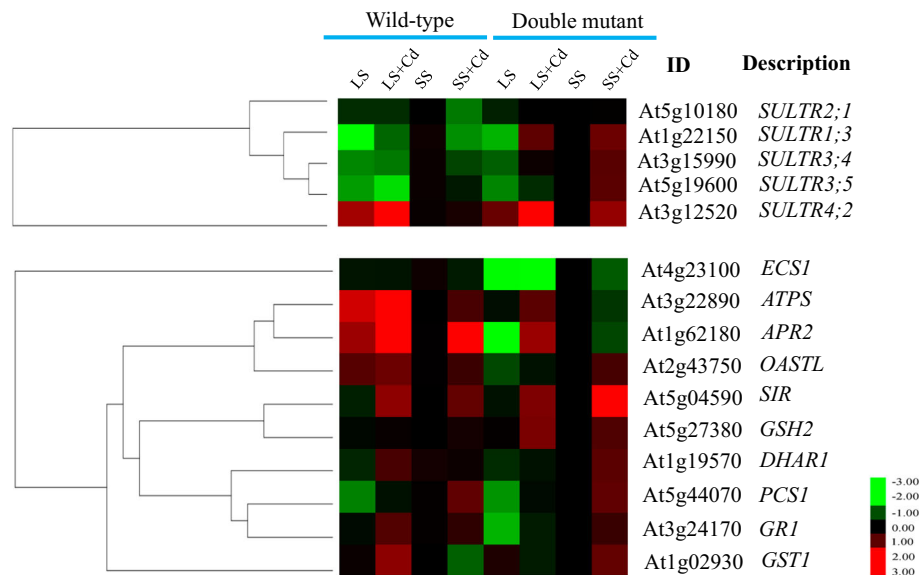 Wild-type Double mutant
LS LS+Cd SS SS+Cd LS LS+Cd SS SS+Cd ID Description
At5g10180 SULTR2;1
At1g22150 SULTR1;3
At3g15990 SULTR3;4
At5g19600 SULTR3;5
At3g12520 SULTR4;2
At4g23100 ECS1
At3g22890 ATPS
At1g62180 APR2
At2g43750 OASTL
At5g04590 SIR
At5g27380 GSH2
At1g19570 DHAR1
At5g44070 PCS1
At3g24170 GR1
At1g02930 GST1
-3.00
-2.00
-1.00
0.00
1.00
2.00
3.00